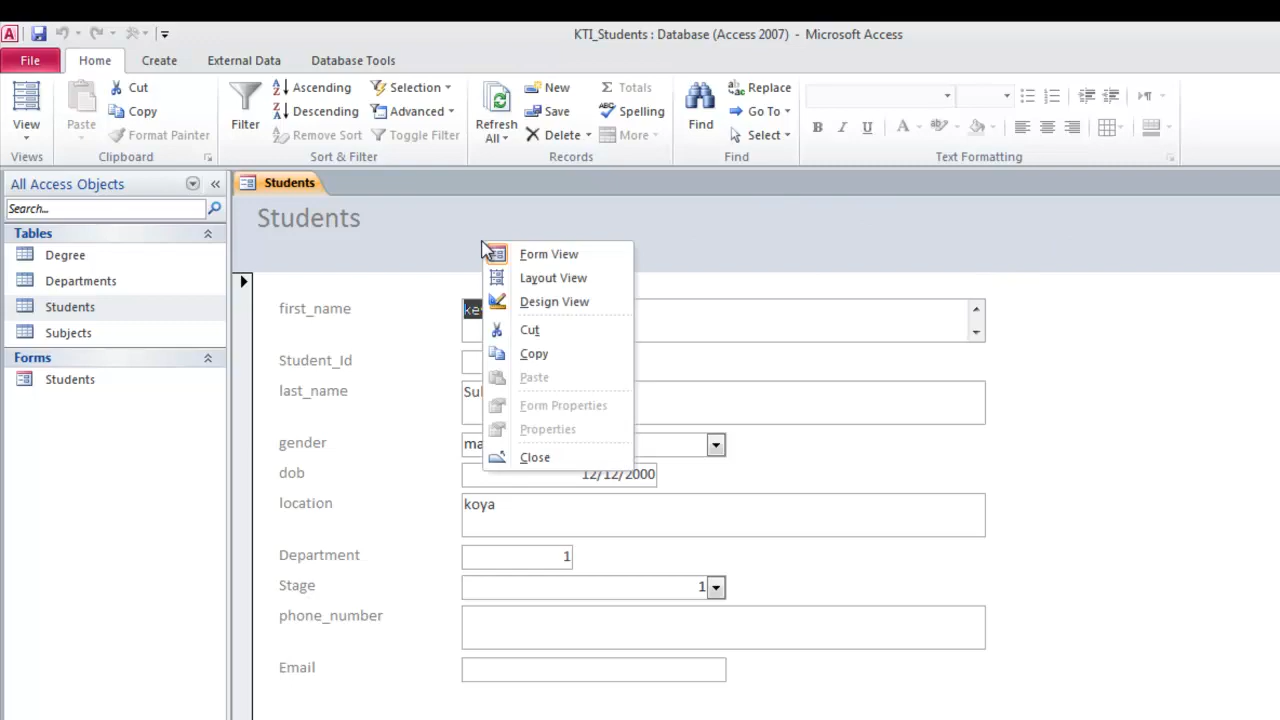 KTI_Students : Database (Access 2007) - Microsoft Access
File Home Create External Data Database Tools
View
Views
Paste
Cut
Copy
Format Painter
Clipboard
Filter
Ascending
Descending
Remove Sort
Selection
Advanced
Toggle Filter
Sort & Filter
Refresh All
New
Save
Delete
Totals
Spelling
More
Records
Find
Replace
Go To
Select
Find
B I U A
Text Formatting
All Access Objects
Search...
Tables
Degree
Departments
Students
Subjects
Forms
Students
Students
Students
Form View
Layout View
Design View
Cut
Copy
Paste
Form Properties
Properties
Close
first_name
Student_Id
last_name
gender
dob 12/12/2000
location koya
Department 1
Stage 1
phone_number
Email